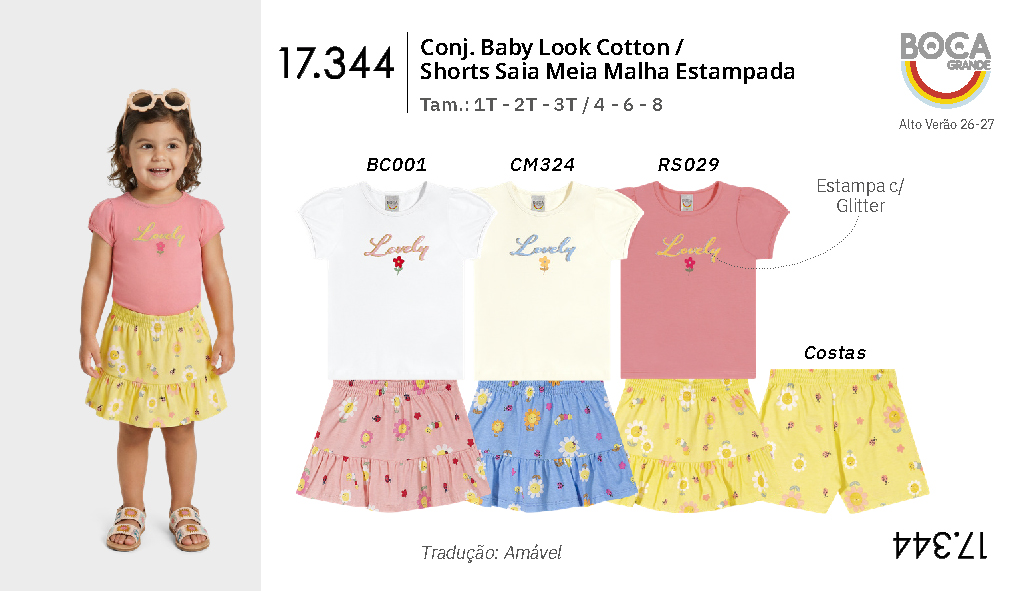 17.344
Conj. Baby Look Cotton /
Shorts Saia Meia Malha Estampada
Tam.: 1T - 2T - 3T / 4 - 6 - 8
BOCA
GRANDE
Alto Verão 26-27
BC001
CM324
RS029
Estampa c/
Glitter
Lovely
Lovely
Lovely
Lovely
Costas
Tradução: Amável
17.344